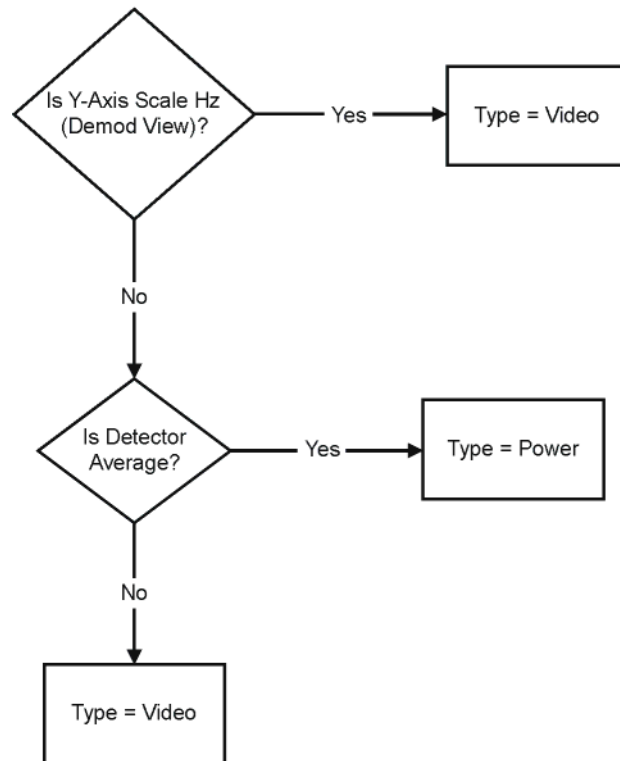 Is Y-Axis Scale Hz
(Demod View)?
Yes
Type = Video
No
Is Detector
Average?
Yes
Type = Power
No
Type = Video